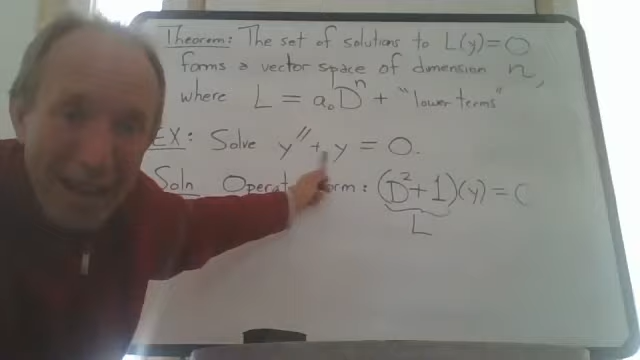 Theorem: The set of solutions to L(y) = 0
forms a vector space of dimension n,
where L = a₀Dⁿ + "lower terms"
EX: Solve y″ + y = 0.
Soln Operat orm: (D² + 1)(y) = 0
L